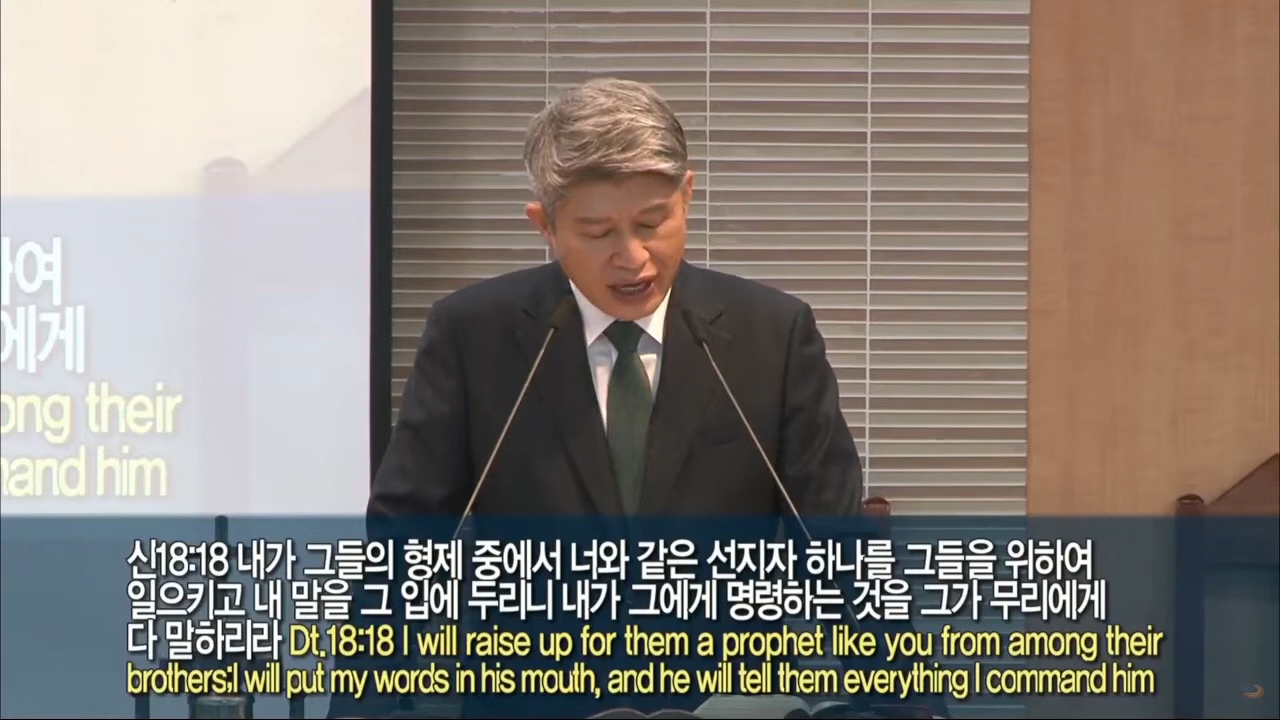 하여
에게
ong their
mand him
신18:18 내가 그들의 형제 중에서 너와 같은 선지자 하나를 그들을 위하여
일으키고 내 말을 그 입에 두리니 내가 그에게 명령하는 것을 그가 무리에게
다 말하리라 Dt.18:18 I will raise up for them a prophet like you from among their
brothers:I will put my words in his mouth, and he will tell them everything I command him